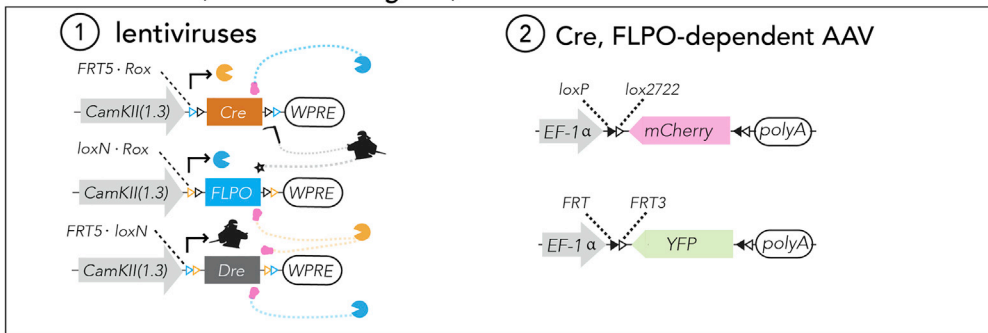 1 lentiviruses
FRT5 · Rox
CamKII(1.3) Cre WPRE
loxN · Rox
CamKII(1.3) FLPO WPRE
FRT5 · loxN
CamKII(1.3) Dre WPRE
2 Cre, FLPO-dependent AAV
loxP lox2722
EF-1α mCherry polyA
FRT FRT3
EF-1 α YFP polyA